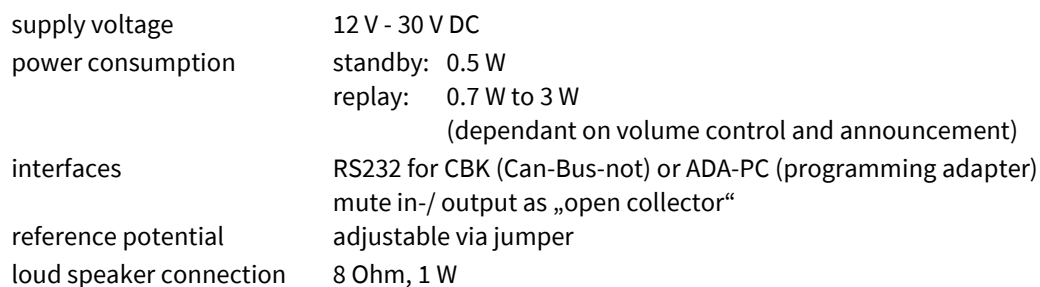 supply voltage 12 V - 30 V DC
power consumption standby: 0.5 W
replay: 0.7 W to 3 W
(dependant on volume control and announcement)
interfaces RS232 for CBK (Can-Bus-not) or ADA-PC (programming adapter)
mute in-/ output as „open collector“
reference potential adjustable via jumper
loud speaker connection 8 Ohm, 1 W